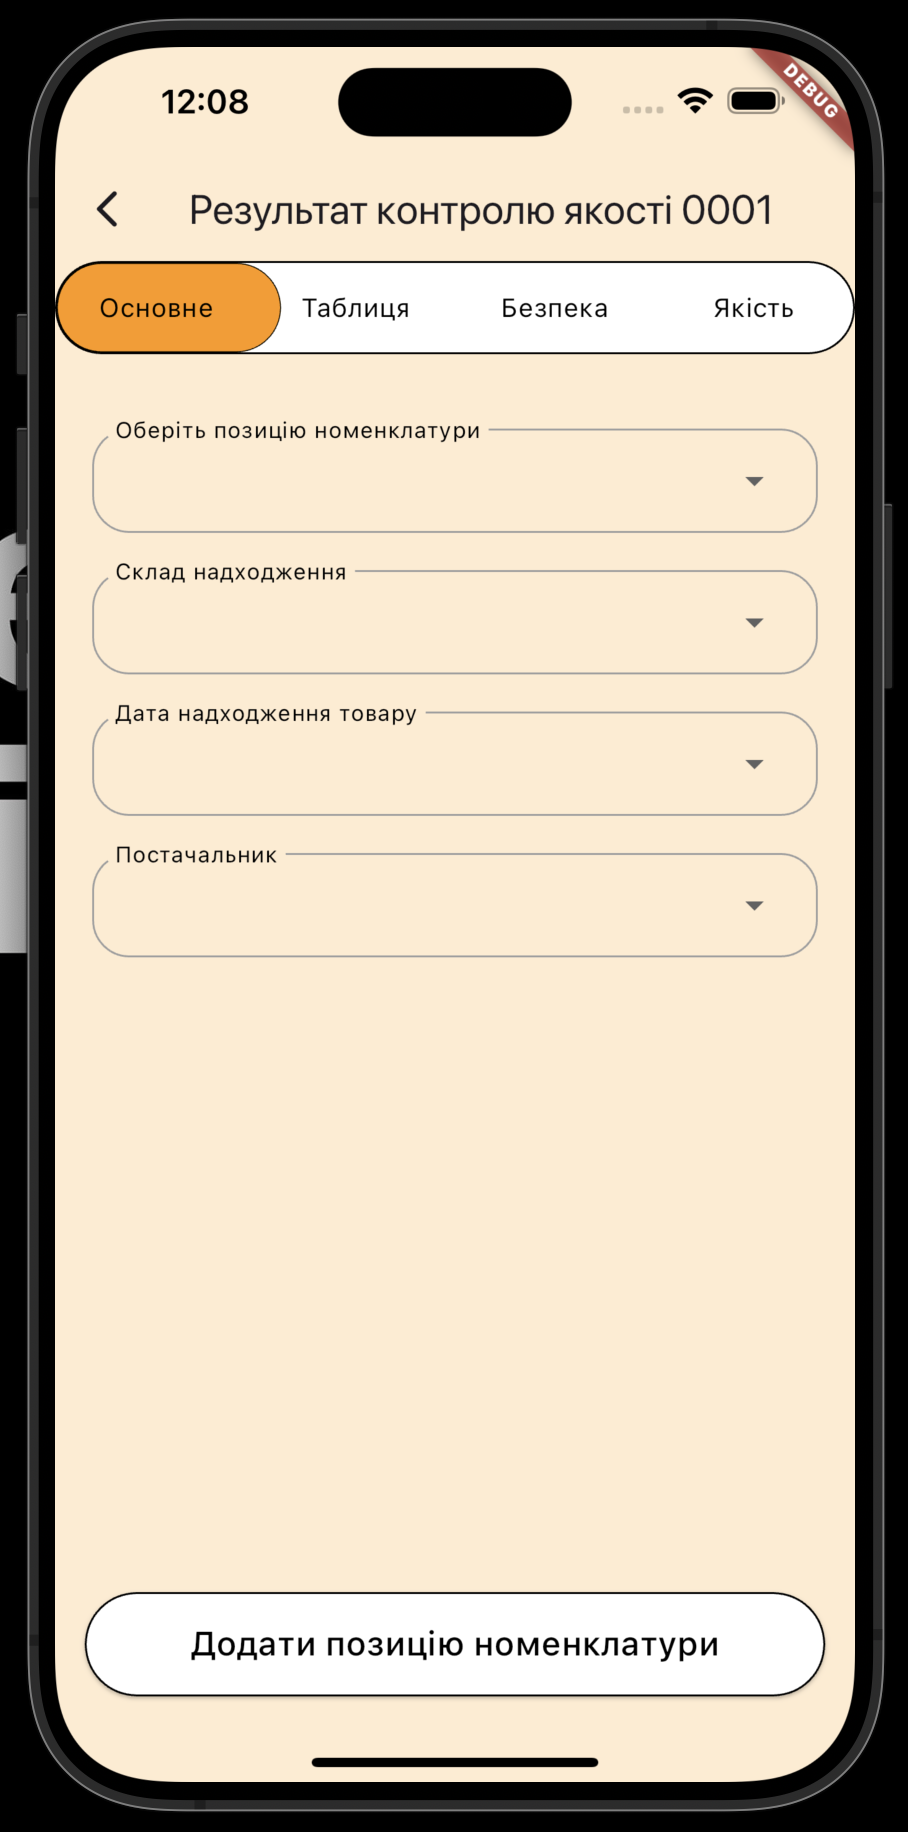 12:08
DEBUG
Результат контролю якості 0001
Основне Таблиця Безпека Якість
Оберіть позицію номенклатури
Склад надходження
Дата надходження товару
Постачальник
Додати позицію номенклатури